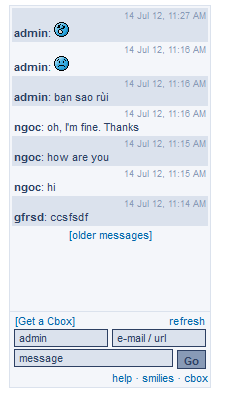 14 Jul 12, 11:27 AM
admin:
14 Jul 12, 11:16 AM
admin:
14 Jul 12, 11:16 AM
admin: bạn sao rùi
14 Jul 12, 11:16 AM
ngoc: oh, I'm fine. Thanks
14 Jul 12, 11:15 AM
ngoc: how are you
14 Jul 12, 11:15 AM
ngoc: hi
14 Jul 12, 11:14 AM
gfrsd: ccsfsdf
[older messages]
[Get a Cbox] refresh
admin e-mail / url
message Go
help · smilies · cbox